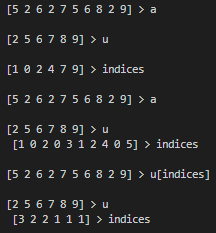 [5 2 6 2 7 5 6 8 2 9] > a
[2 5 6 7 8 9] > u
[1 0 2 4 7 9] > indices
[5 2 6 2 7 5 6 8 2 9] > a
[2 5 6 7 8 9] > u
[1 0 2 0 3 1 2 4 0 5] > indices
[5 2 6 2 7 5 6 8 2 9] > u[indices]
[2 5 6 7 8 9] > u
[3 2 2 1 1 1] > indices